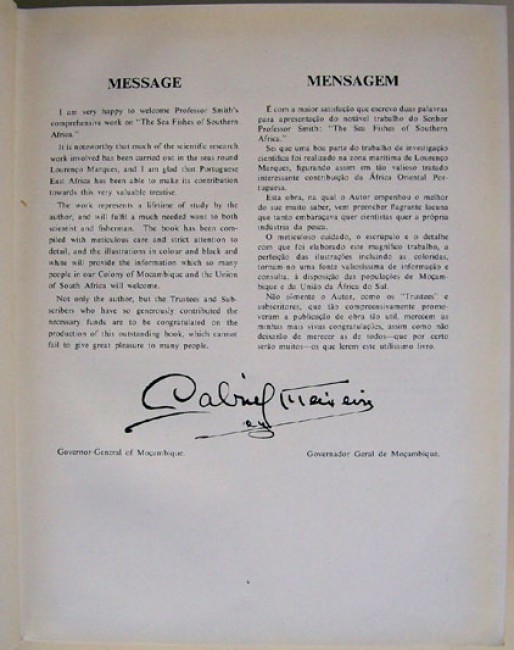 MESSAGE
I am very happy to welcome Professor Smith's
comprehensive work on "The Sea Fishes of Southern
Africa."
It is noteworthy that much of the scientific research
work involved has been carried out in the seas round
Lourenço Marques, and I am glad that Portuguese
East Africa has been able to make its contribution
towards this very valuable treatise.
The work represents a lifetime of study by the
author, and will fulfil a much needed want to both
scientist and fisherman. The book has been com-
piled with meticulous care and strict attention to
detail, and the illustrations in colour and black and
white will provide the information which so many
people in our Colony of Moçambique and the Union
of South Africa will welcome.
Not only the author, but the Trustees and Sub-
scribers who have so generously contributed the
necessary funds are to be congratulated on the
production of this outstanding book, which cannot
fail to give great pleasure to many people.
MENSAGEM
É com a maior satisfação que escrevo duas palavras
para apresentação do notável trabalho do Senhor
Professor Smith: "The Sea Fishes of Southern
Africa."
Sei que uma boa parte do trabalho de investigação
científica foi realizado na zona marítima de Lourenço
Marques, figurando assim em tão valioso tratado
interessante contribuição da África Oriental Por-
tuguesa.
Esta obra, na qual o Autor empenhou o melhor
do seu muito saber, vem preencher flagrante lacuna
que tanto embaraçava quer cientistas quer a própria
indústria da pesca.
O meticuloso cuidado, o escrúpulo e o detalhe
com que foi elaborado este magnífico trabalho, a
perfeição das ilustrações incluindo as coloridas,
tornam-no uma fonte valiosíssima de informação e
consulta, à disposição das populações de Moçam-
bique e da União da África do Sul.
Não sòmente o Autor, como os "Trustees" e
subscritores, que tão compreensivamente promo-
veram a publicação de obra tão util, merecem as
minhas mais vivas congratulações, assim como não
deixarão de merecer as de todos—que por certo
serão muitos—os que lerem este utilíssimo livro.
Gabriel Teixeira
Governor-General of Moçambique.
Governador Geral de Moçambique.